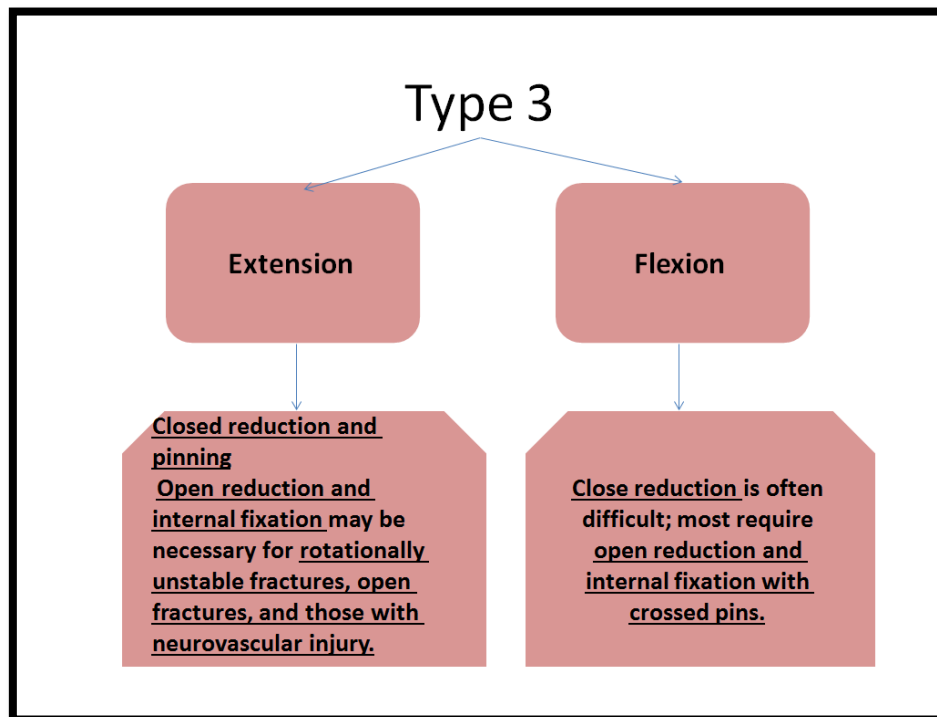 Type 3
Extension
Flexion
Closed reduction and
pinning
Open reduction and
internal fixation may be
necessary for rotationally
unstable fractures, open
fractures, and those with
neurovascular injury.
Close reduction is often
difficult; most require
open reduction and
internal fixation with
crossed pins.